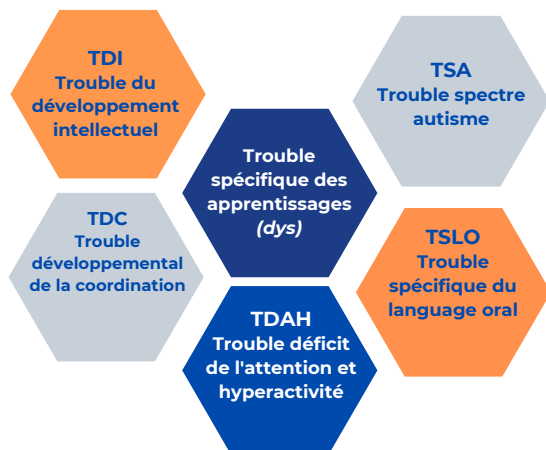 TDI
Trouble du
développement
intellectuel
TSA
Trouble spectre
autisme
Trouble
spécifique des
apprentissages
(dys)
TDC
Trouble
développemental
de la coordination
TSLO
Trouble
spécifique du
language oral
TDAH
Trouble déficit
de l'attention et
hyperactivité